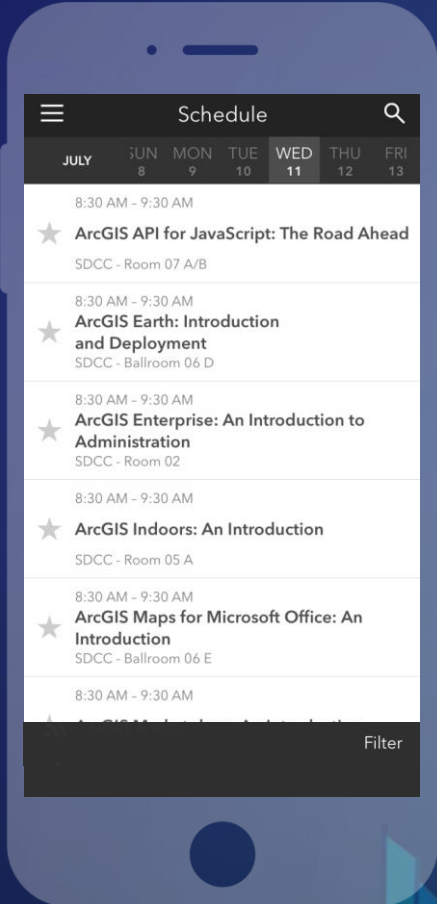 Schedule
JULY SUN MON TUE WED THU FRI
8 9 10 11 12 13
8:30 AM – 9:30 AM
ArcGIS API for JavaScript: The Road Ahead
SDCC - Room 07 A/B
8:30 AM – 9:30 AM
ArcGIS Earth: Introduction
and Deployment
SDCC - Ballroom 06 D
8:30 AM – 9:30 AM
ArcGIS Enterprise: An Introduction to
Administration
SDCC - Room 02
8:30 AM – 9:30 AM
ArcGIS Indoors: An Introduction
SDCC - Room 05 A
8:30 AM – 9:30 AM
ArcGIS Maps for Microsoft Office: An
Introduction
SDCC - Ballroom 06 E
8:30 AM – 9:30 AM
Filter